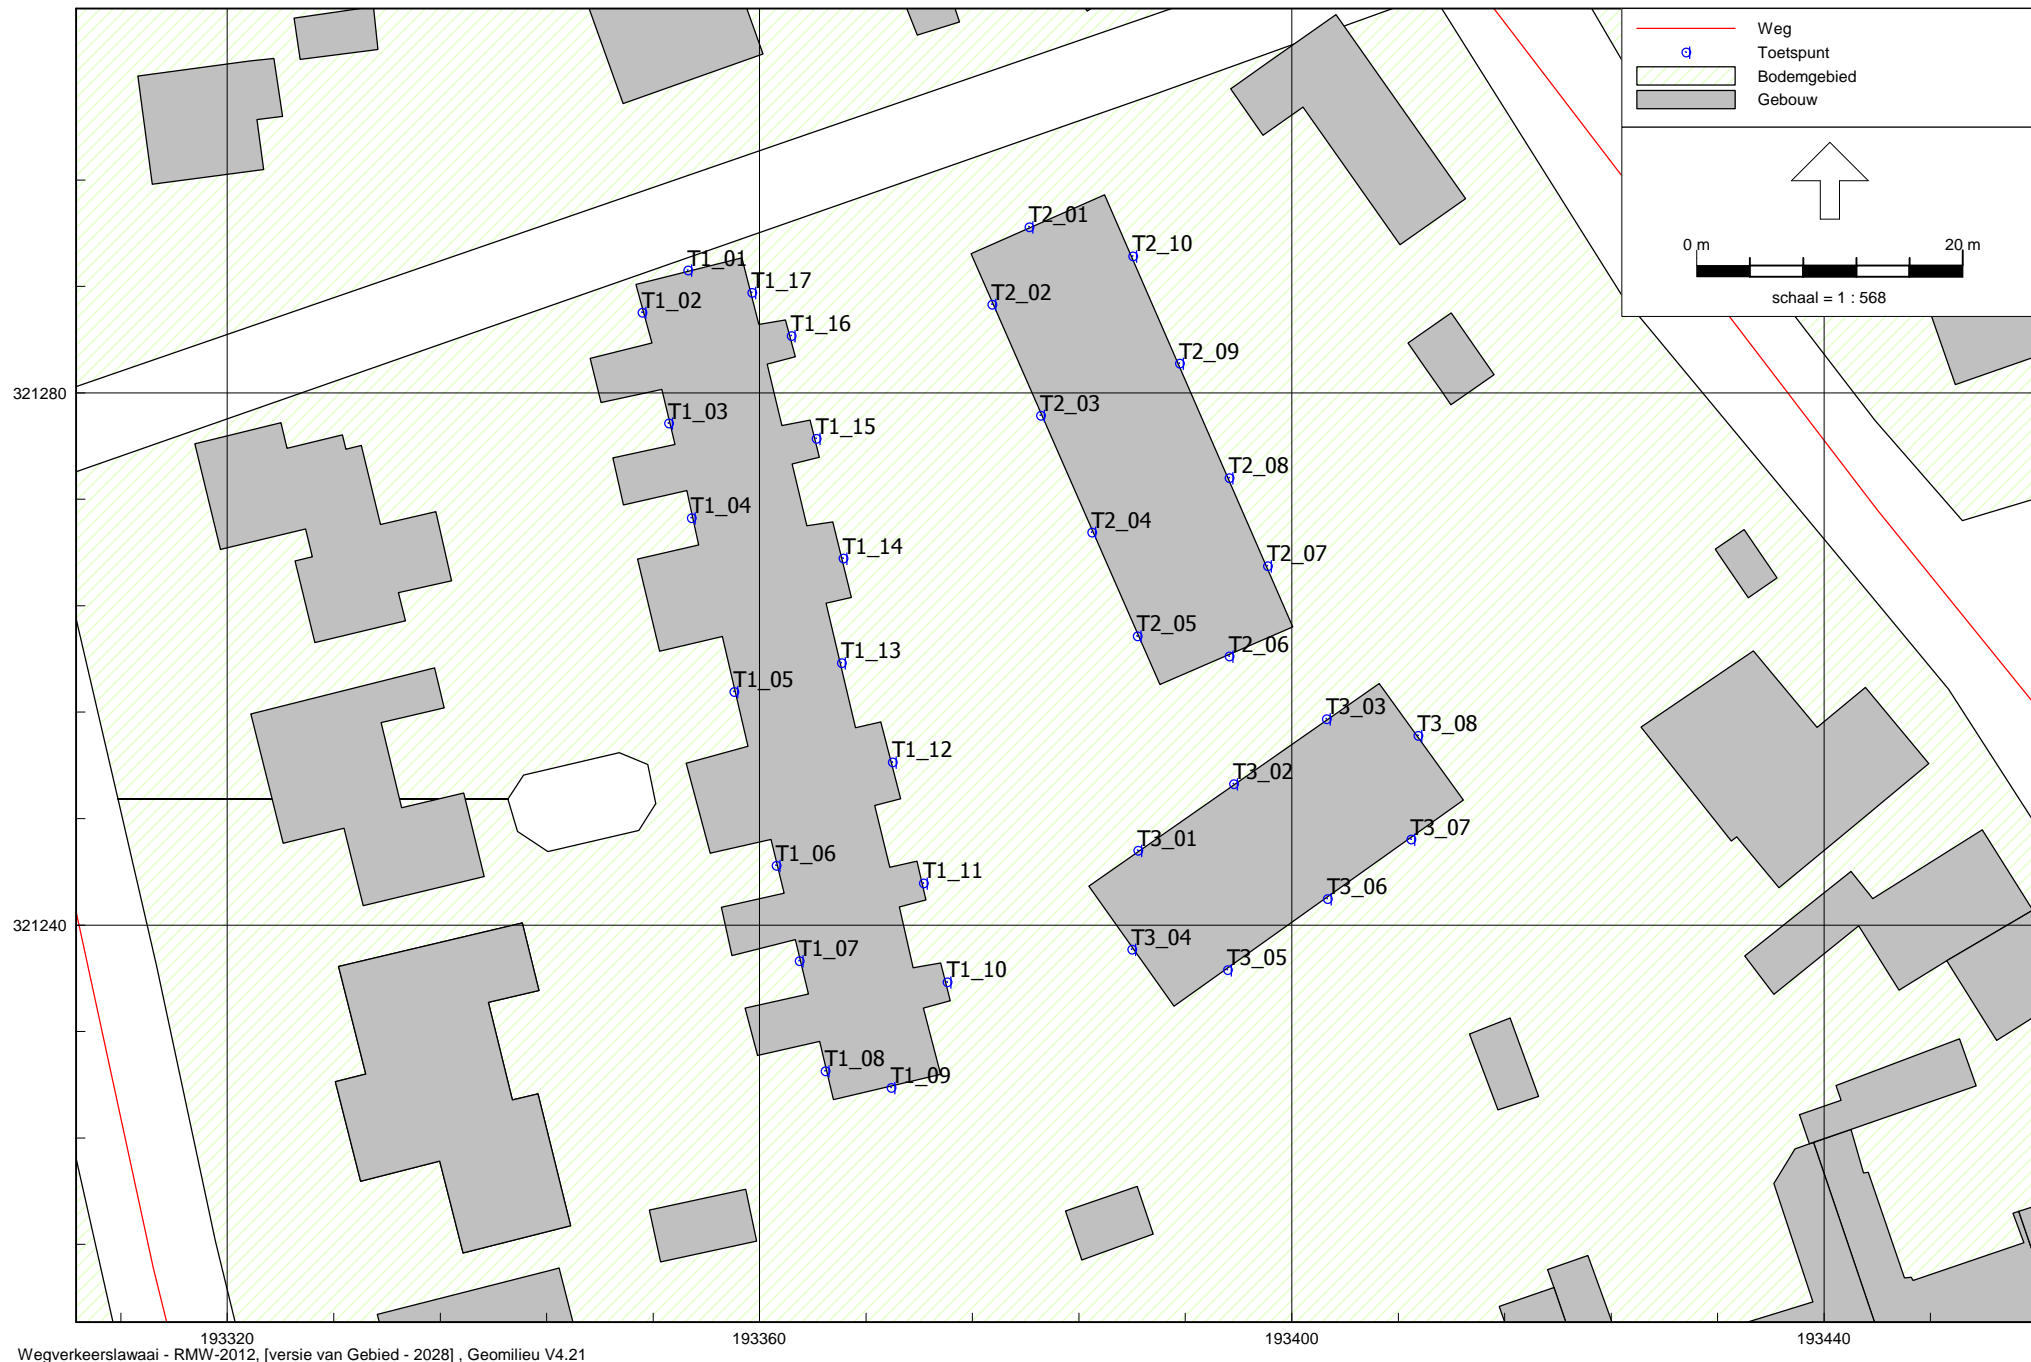 Weg
Toetspunt
Bodemgebied
Gebouw
0 m 20 m
schaal = 1 : 568
T2_01
T2_10
T1_01
T1_17
T1_02
T2_02
T1_16
T2_09
321280
T1_03
T2_03
T1_15
T2_08
T1_04
T2_04
T1_14
T2_07
T2_05
T2_06
T1_13
T1_05
T3_03
T3_08
T1_12
T3_02
T3_01
T3_07
T1_06
T1_11
T3_06
321240
T1_07
T3_04
T3_05
T1_10
T1_08
T1_09
193320 193360 193400 193440
Wegverkeerslawaai - RMW-2012, [versie van Gebied - 2028] , Geomilieu V4.21